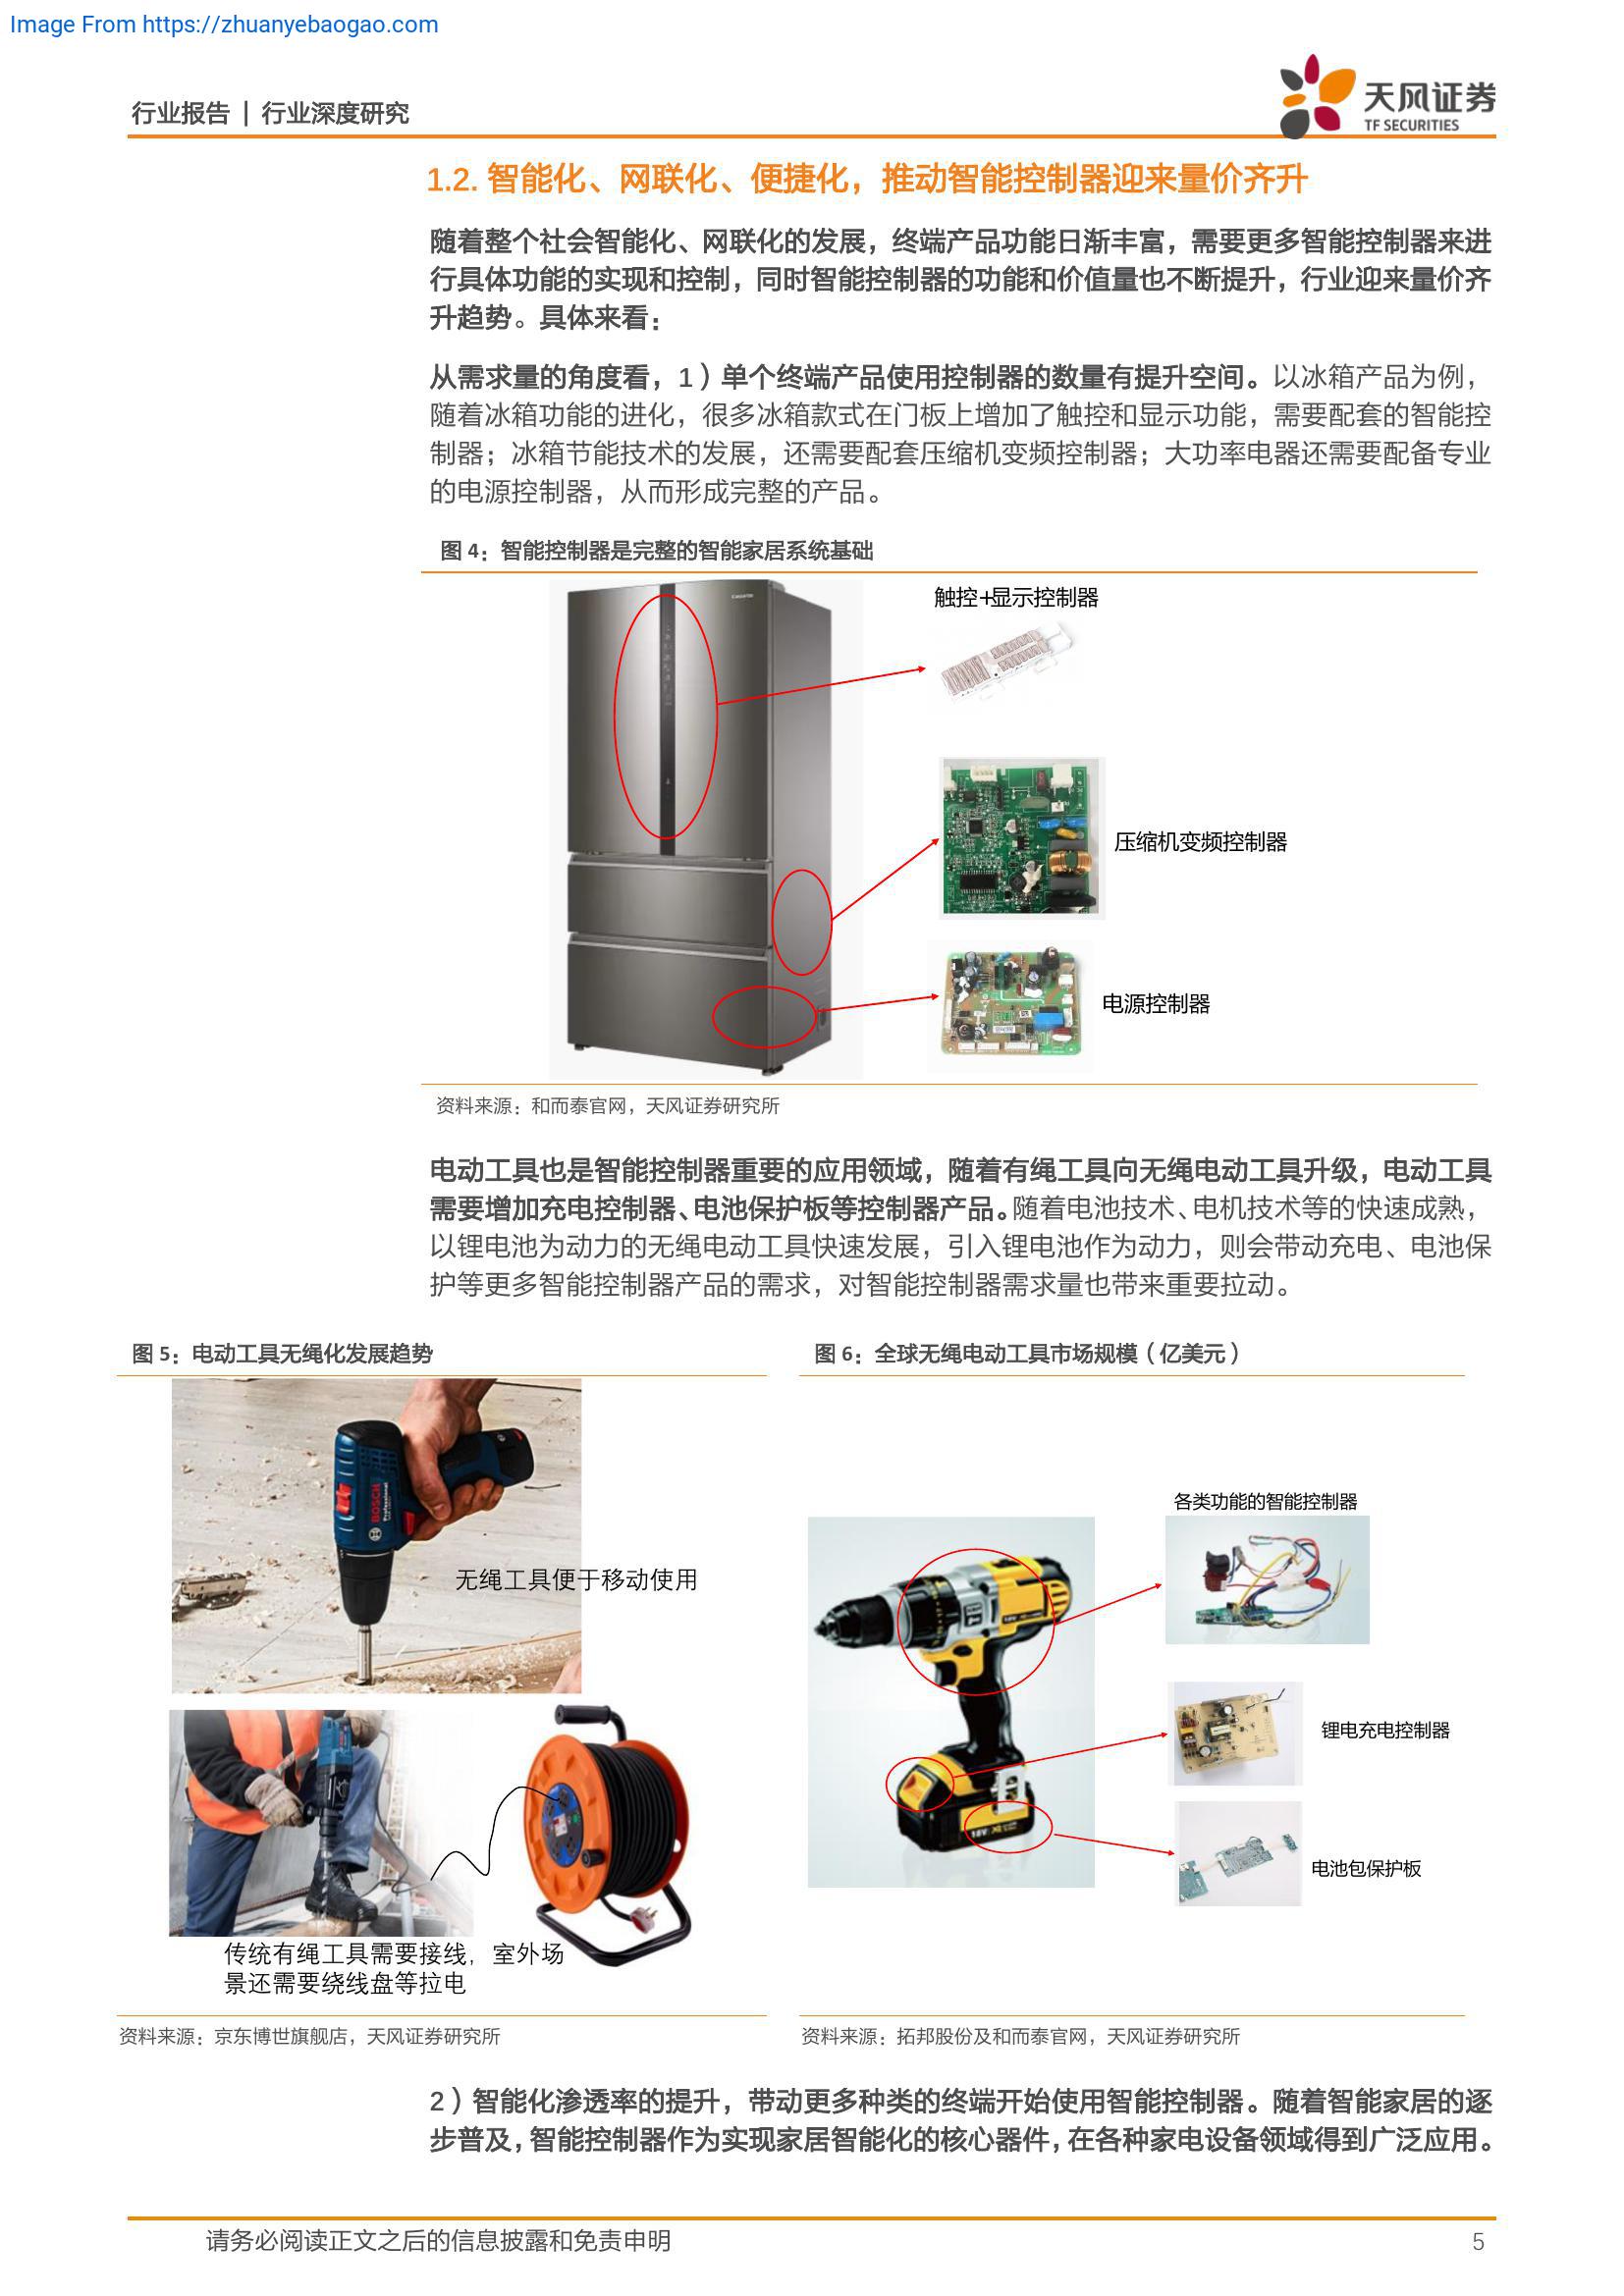 Image From https://zhuanyebaogao.com
行业报告 | 行业深度研究
天风证券
TF SECURITIES
1.2. 智能化、网联化、便捷化，推动智能控制器迎来量价齐升
随着整个社会智能化、网联化的发展，终端产品功能日渐丰富，需要更多智能控制器来进
行具体功能的实现和控制，同时智能控制器的功能和价值量也不断提升，行业迎来量价齐
升趋势。具体来看：
从需求量的角度看，1）单个终端产品使用控制器的数量有提升空间。以冰箱产品为例，
随着冰箱功能的进化，很多冰箱款式在门板上增加了触控和显示功能，需要配套的智能控
制器；冰箱节能技术的发展，还需要配套压缩机变频控制器；大功率电器还需要配备专业
的电源控制器，从而形成完整的产品。
图 4：智能控制器是完整的智能家居系统基础
触控+显示控制器
压缩机变频控制器
电源控制器
资料来源：和而泰官网，天风证券研究所
电动工具也是智能控制器重要的应用领域，随着有绳工具向无绳电动工具升级，电动工具
需要增加充电控制器、电池保护板等控制器产品。随着电池技术、电机技术等的快速成熟，
以锂电池为动力的无绳电动工具快速发展，引入锂电池作为动力，则会带动充电、电池保
护等更多智能控制器产品的需求，对智能控制器需求量也带来重要拉动。
图 5：电动工具无绳化发展趋势
BOSCH
Professional
无绳工具便于移动使用
传统有绳工具需要接线，室外场
景还需要绕线盘等拉电
资料来源：京东博世旗舰店，天风证券研究所
图 6：全球无绳电动工具市场规模（亿美元）
各类功能的智能控制器
锂电充电控制器
18V
电池包保护板
资料来源：拓邦股份及和而泰官网，天风证券研究所
2）智能化渗透率的提升，带动更多种类的终端开始使用智能控制器。随着智能家居的逐
步普及，智能控制器作为实现家居智能化的核心器件，在各种家电设备领域得到广泛应用。
请务必阅读正文之后的信息披露和免责申明
5